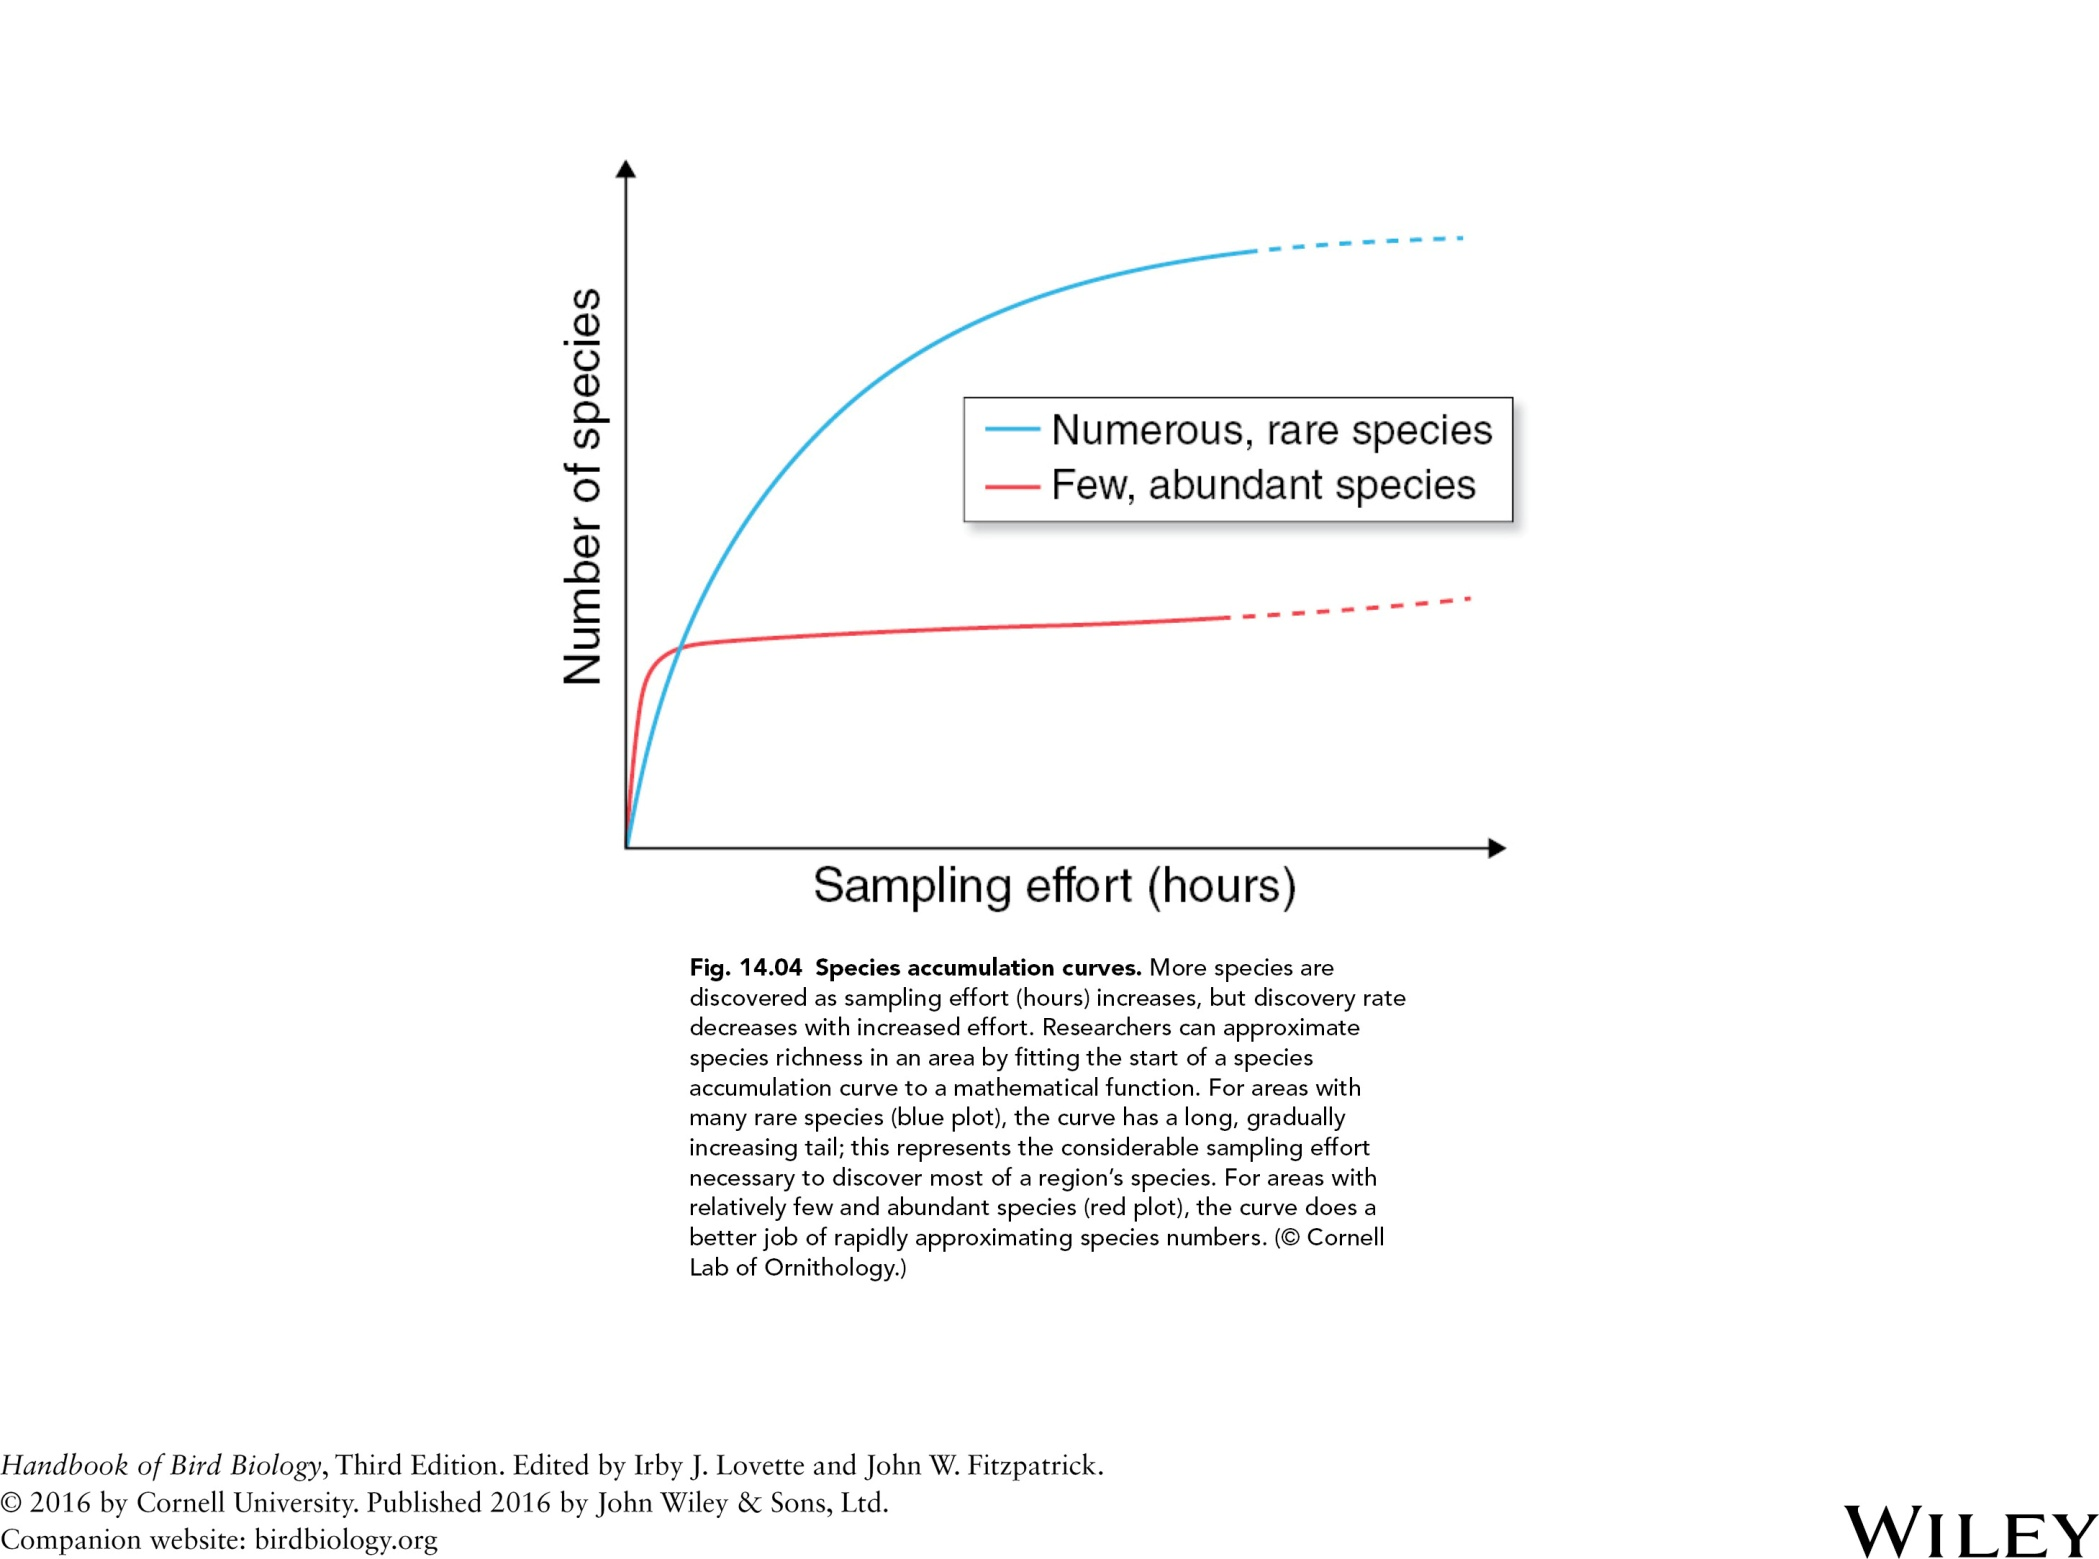 Number of species
Numerous, rare species
Few, abundant species
Sampling effort (hours)
Fig. 14.04 Species accumulation curves. More species are
discovered as sampling effort (hours) increases, but discovery rate
decreases with increased effort. Researchers can approximate
species richness in an area by fitting the start of a species
accumulation curve to a mathematical function. For areas with
many rare species (blue plot), the curve has a long, gradually
increasing tail; this represents the considerable sampling effort
necessary to discover most of a region’s species. For areas with
relatively few and abundant species (red plot), the curve does a
better job of rapidly approximating species numbers. (© Cornell
Lab of Ornithology.)
Handbook of Bird Biology, Third Edition. Edited by Irby J. Lovette and John W. Fitzpatrick.
© 2016 by Cornell University. Published 2016 by John Wiley & Sons, Ltd.
Companion website: birdbiology.org
WILEY